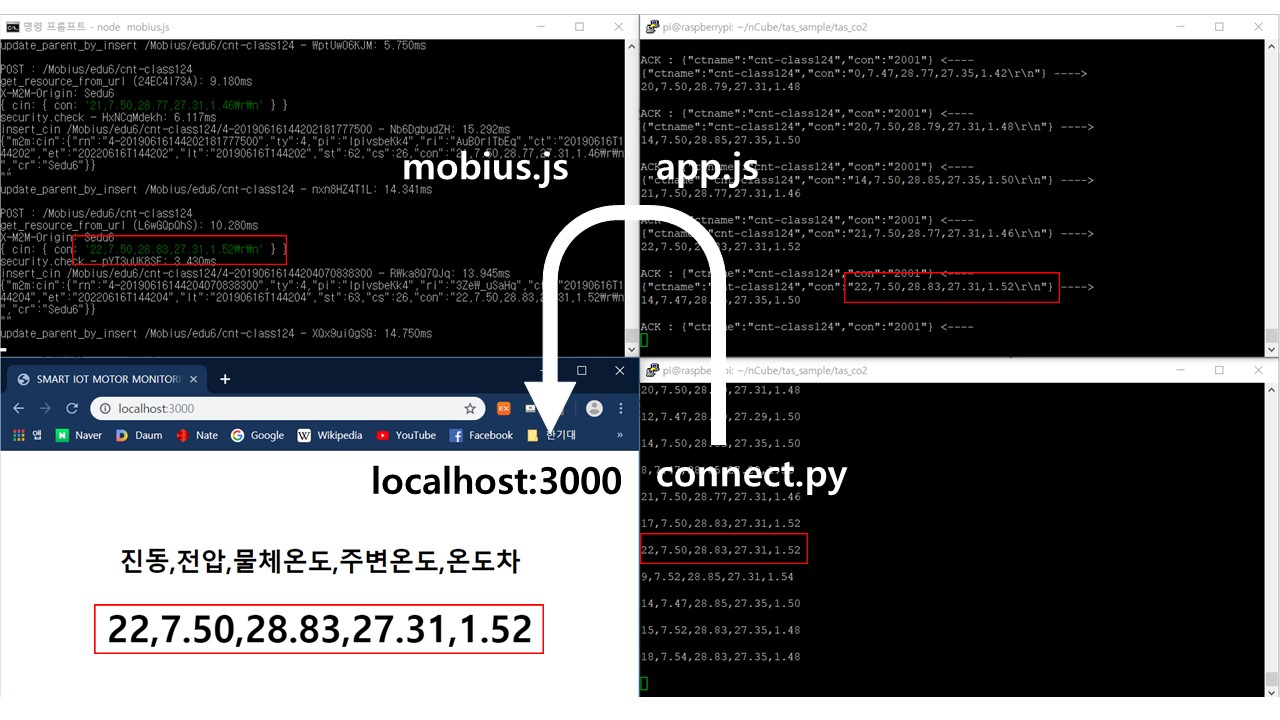 명령 프롬프트 - node mobius.js
update_parent_by_insert /Mobius/edu6/cnt-class124 - WptUw06KJM: 5.750ms
POST : /Mobius/edu6/cnt-class124
get_resource_from_url (24EC4173A): 9.180ms
X-M2M-Origin: Sedu6
{ cin: { con: '21,7.50,28.77,27.31,1.46₩r₩n' } }
security.check - HxNCqMdekh: 6.117ms
insert_cin /Mobius/edu6/cnt-class124/4-20190616144202181777500 - Nb6DgbudZH: 15.292ms
{"m2m:cin":{"rn":"4-20190616144202181777500","ty":4,"pi":"lpIvsbeKk4","ri":"AuB0rITbEq","ct":"20190616T
144202","et":"20220616T144202","lt":"20190616T144202","st":62,"cs":26,"con":"21,7.50,28.77,27.31,1.46₩r₩n
","cr":"Sedu6"}}
""
update_parent_by_insert /Mobius/edu6/cnt-class124 - nxn8HZ4T1L: 14.341ms
POST : /Mobius/edu6/cnt-class124
get_resource_from_url (L6wGQpQhS): 10.280ms
X-M2M-Origin: Sedu6
{ cin: { con: '22,7.50,28.83,27.31,1.52₩r₩n' } }
security.check - pYT3uUK8SE: 3.430ms
insert_cin /Mobius/edu6/cnt-class124/4-20190616144204070838300 - RWka8Q7QJq: 13.945ms
{"m2m:cin":{"rn":"4-20190616144204070838300","ty":4,"pi":"lpIvsbeKk4","ri":"3ZeW_uSaHq","ct":"20190616T
144204","et":"20220616T144204","lt":"20190616T144204","st":63,"cs":26,"con":"22,7.50,28.83,27.31,1.52₩r₩n
","cr":"Sedu6"}}
""
update_parent_by_insert /Mobius/edu6/cnt-class124 - XQx9uiQgSG: 14.750ms
mobius.js
pi@raspberrypi: ~/nCube/tas_sample/tas_co2
ACK : {"ctname":"cnt-class124","con":"2001"} <----
{"ctname":"cnt-class124","con":"0,7.47,28.77,27.35,1.42\r\n"} ---->
20,7.50,28.79,27.31,1.48
ACK : {"ctname":"cnt-class124","con":"2001"} <----
{"ctname":"cnt-class124","con":"20,7.50,28.79,27.31,1.48\r\n"} ---->
14,7.50,28.85,27.35,1.50
ACK : {"ctname":"cnt-class124","con":"2001"} <----
{"ctname":"cnt-class124","con":"14,7.50,28.85,27.35,1.50\r\n"} ---->
21,7.50,28.77,27.31,1.46
ACK : {"ctname":"cnt-class124","con":"2001"} <----
{"ctname":"cnt-class124","con":"21,7.50,28.77,27.31,1.46\r\n"} ---->
22,7.50,28.83,27.31,1.52
ACK : {"ctname":"cnt-class124","con":"2001"} <----
{"ctname":"cnt-class124","con":"22,7.50,28.83,27.31,1.52\r\n"} ---->
14,7.47,28.85,27.35,1.50
ACK : {"ctname":"cnt-class124","con":"2001"} <----
app.js
SMART IOT MOTOR MONITORI
localhost:3000
앱 Naver Daum Nate Google Wikipedia YouTube Facebook 한기대 »
localhost:3000
진동,전압,물체온도,주변온도,온도차
22,7.50,28.83,27.31,1.52
pi@raspberrypi: ~/nCube/tas_sample/tas_co2
20,7.50,28.79,27.31,1.48
12,7.47,28.79,27.29,1.50
14,7.50,28.85,27.35,1.50
21,7.50,28.77,27.31,1.46
17,7.50,28.83,27.31,1.52
22,7.50,28.83,27.31,1.52
9,7.52,28.85,27.31,1.54
14,7.47,28.85,27.35,1.50
15,7.52,28.83,27.35,1.48
18,7.54,28.83,27.35,1.48
connect.py